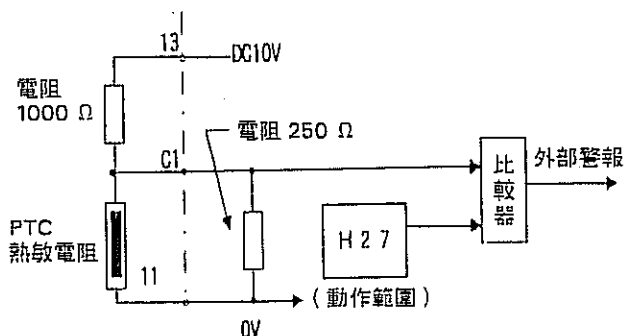 13
DC10V
電阻
1000 Ω
電阻 250 Ω
C1
比較器
外部警報
PTC
熱敏電阻
H27
11
(動作範圍)
0V